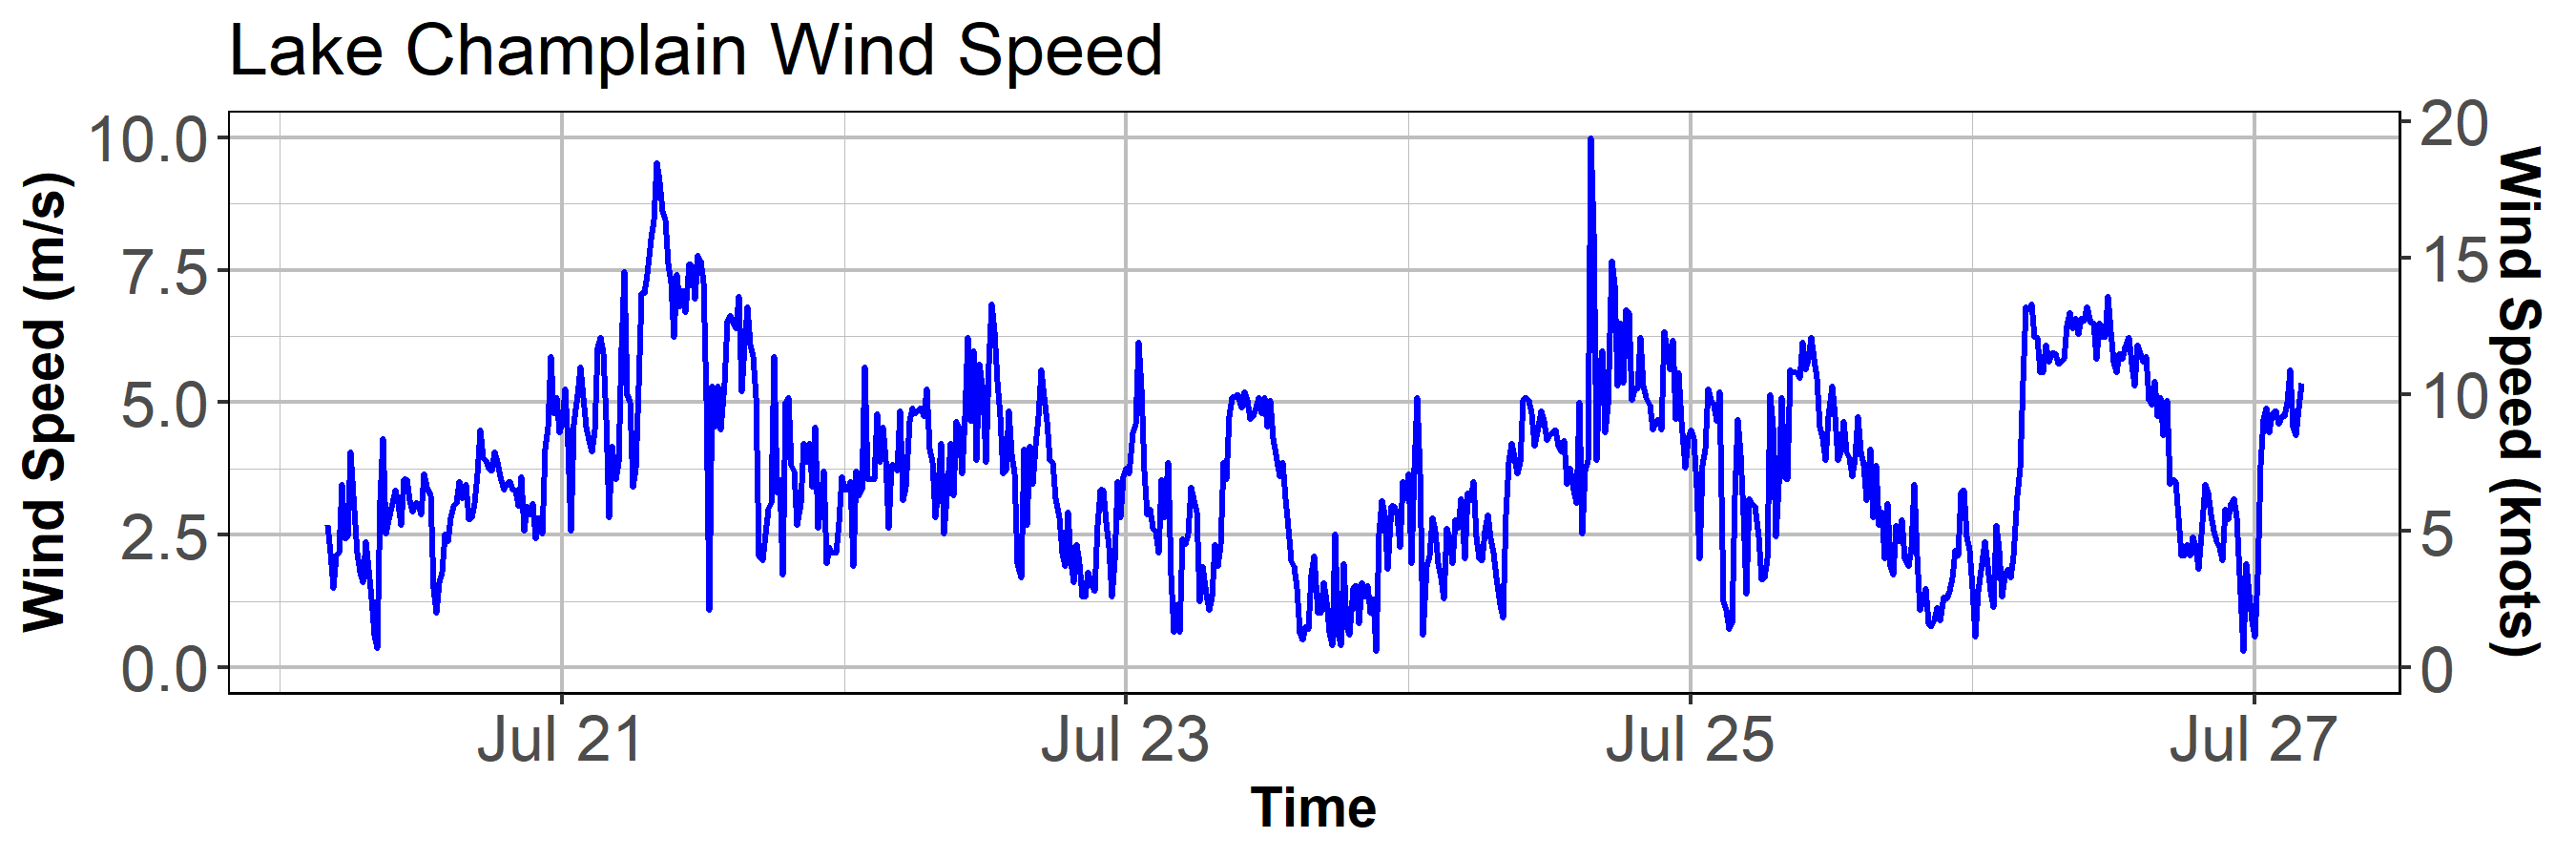 Lake Champlain Wind Speed
Wind Speed (m/s)
10.0
7.5
5.0
2.5
0.0
20
15
10
5
0
Wind Speed (knots)
Jul 21 Jul 23 Jul 25 Jul 27
Time